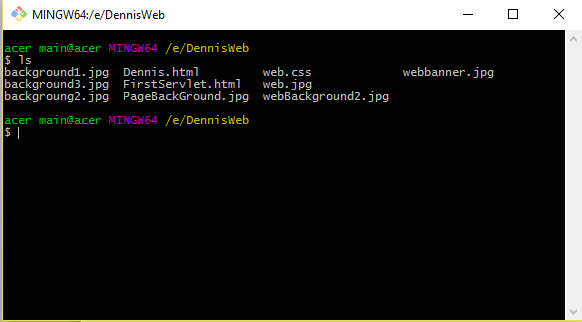 MINGW64:/e/DennisWeb
acer main@acer MINGW64 /e/DennisWeb
$ ls
background1.jpg  Dennis.html         web.css             webbanner.jpg
background3.jpg  FirstServlet.html   web.jpg
backgroung2.jpg  PageBackGround.jpg  webBackground2.jpg
acer main@acer MINGW64 /e/DennisWeb
$